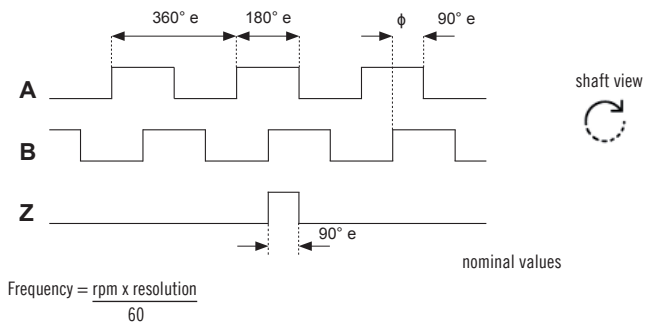 360° e 180° e ϕ 90° e
A
shaft view
B
Z
90° e
nominal values
Frequency = rpm x resolution
60